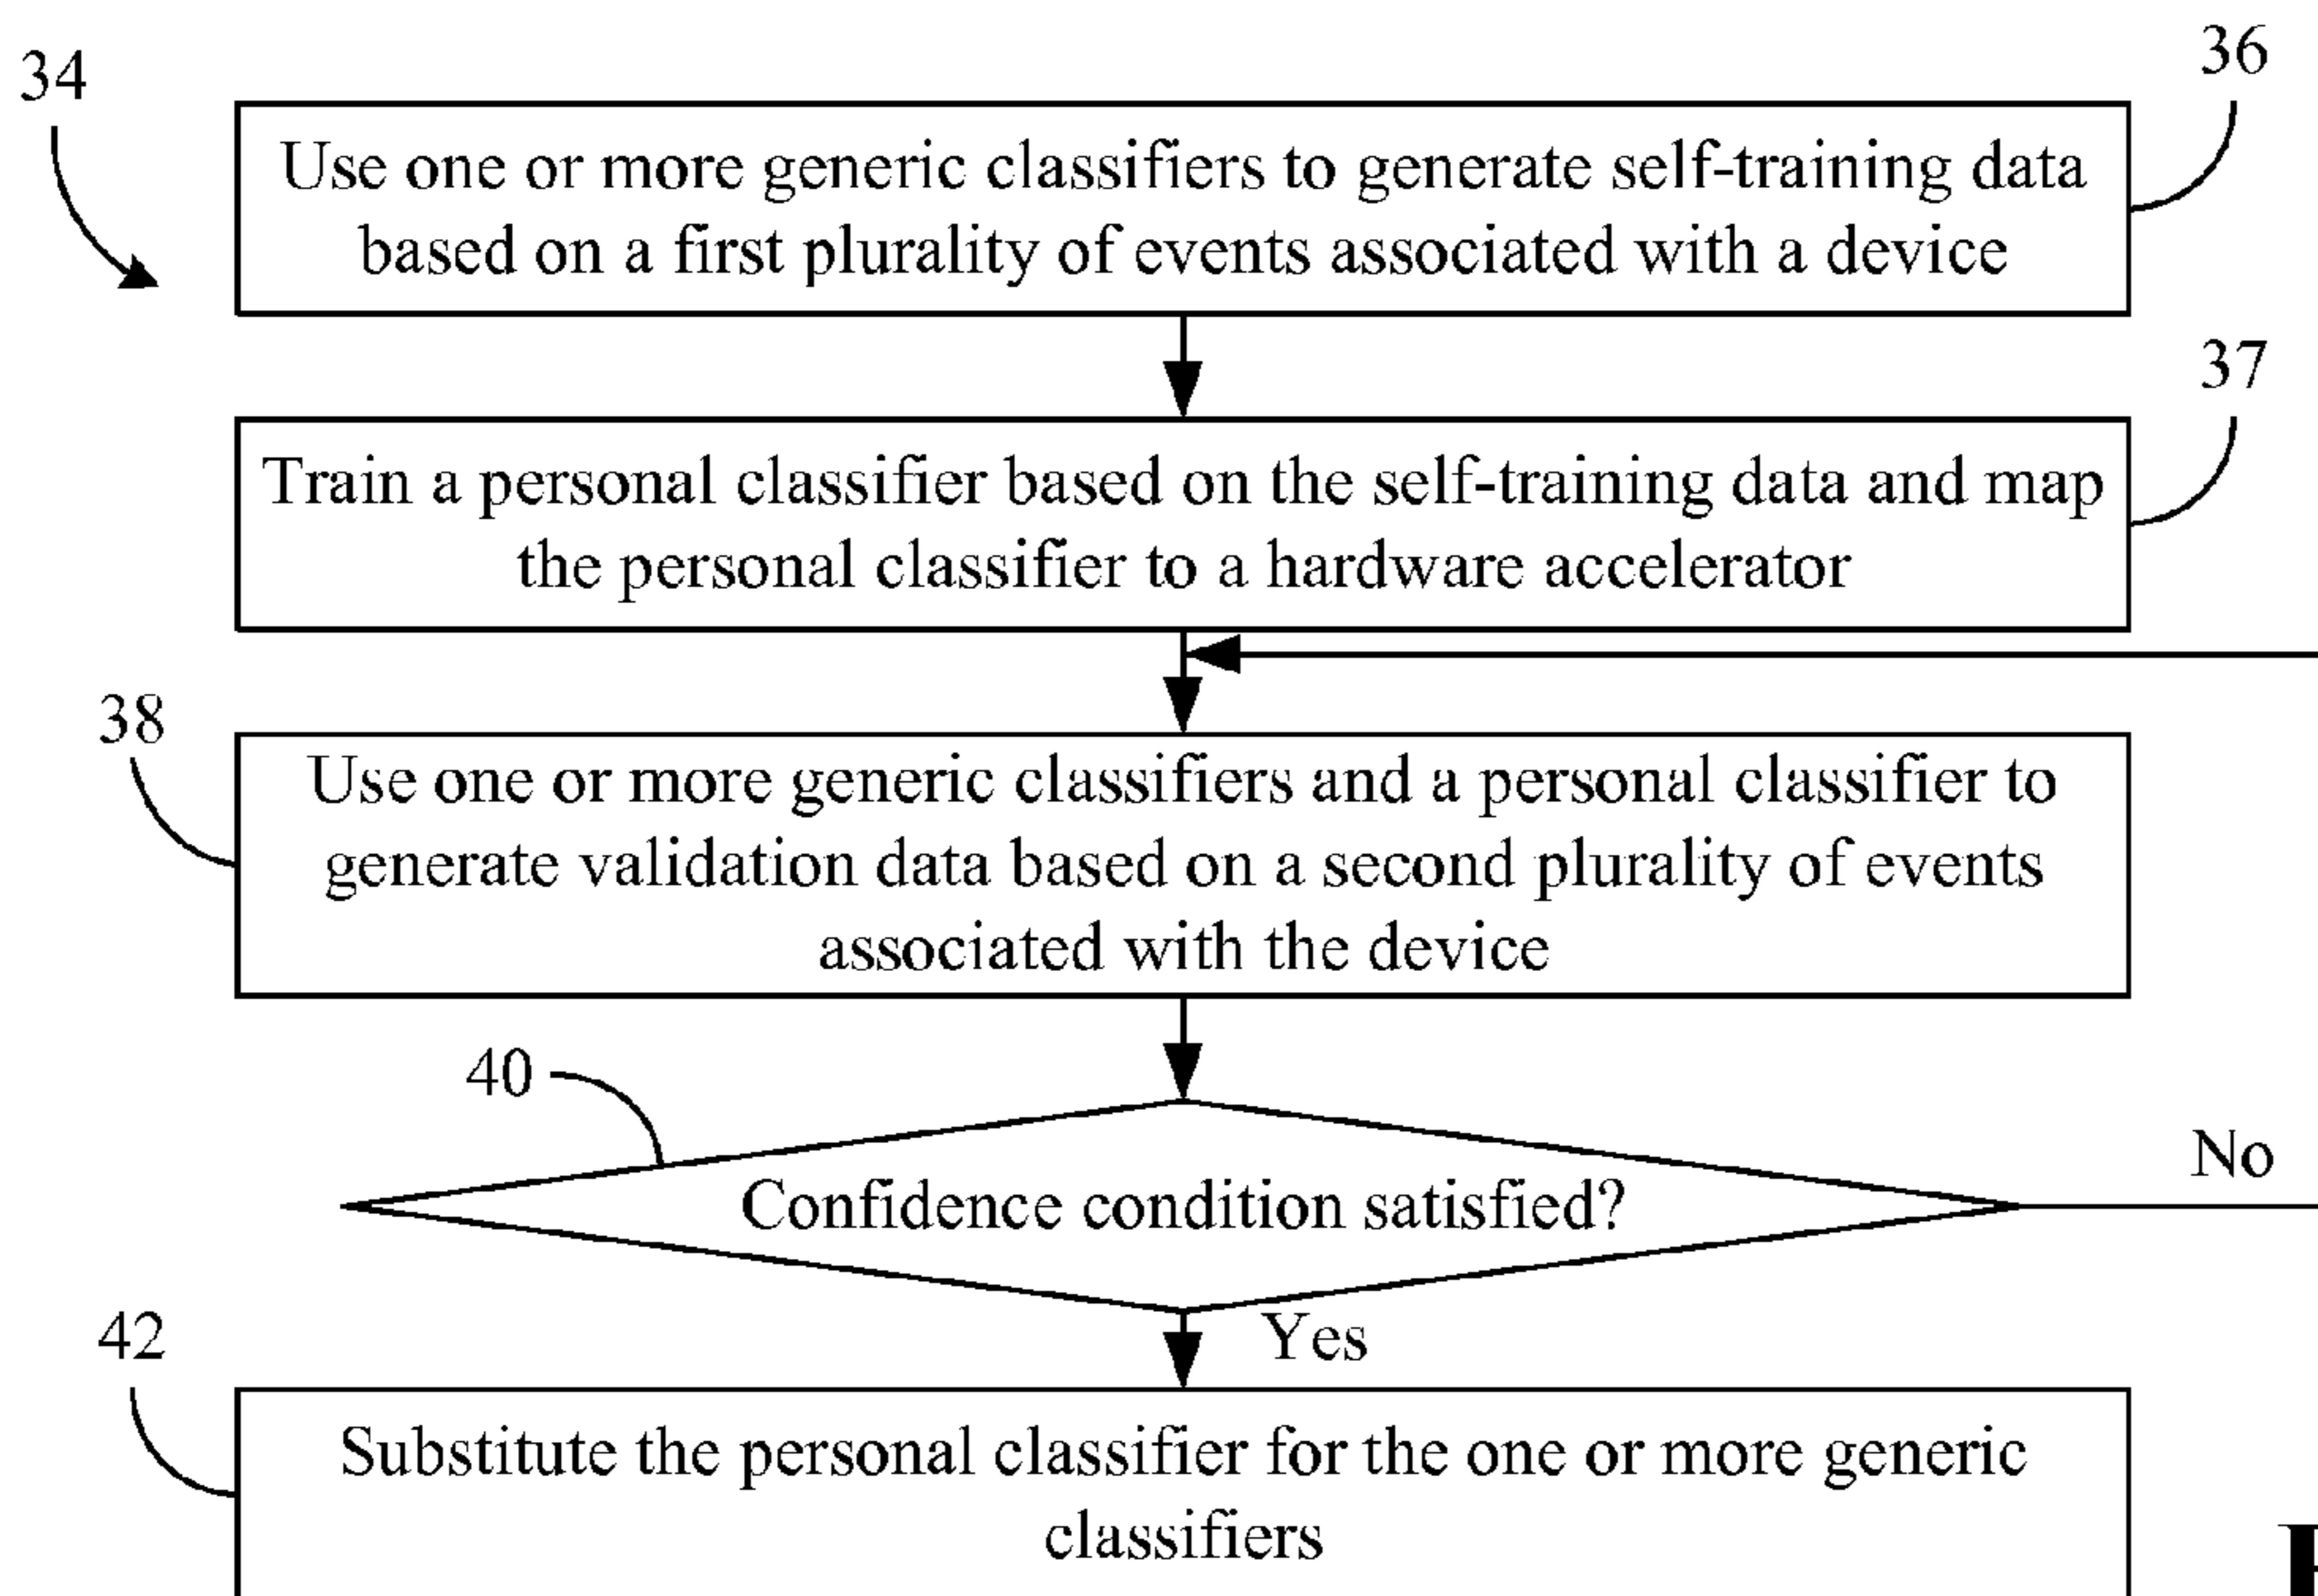 34
36
Use one or more generic classifiers to generate self-training data
based on a first plurality of events associated with a device
37
Train a personal classifier based on the self-training data and map
the personal classifier to a hardware accelerator
38
Use one or more generic classifiers and a personal classifier to
generate validation data based on a second plurality of events
associated with the device
40
Confidence condition satisfied?
No
Yes
42
Substitute the personal classifier for the one or more generic
classifiers